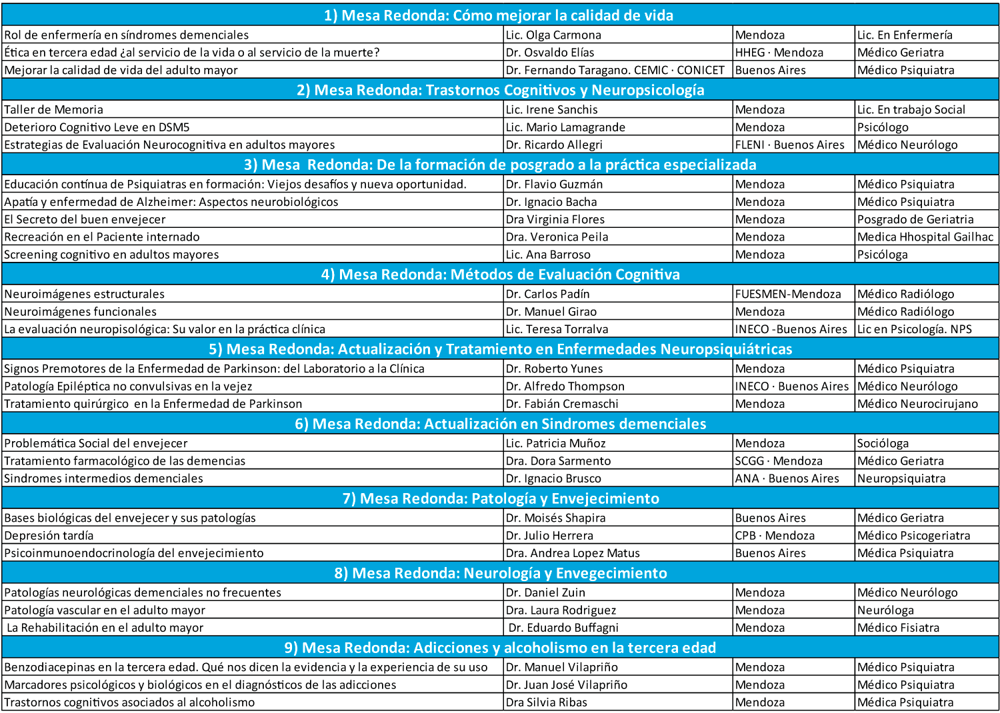 1) Mesa Redonda: Cómo mejorar la calidad de vida
Rol de enfermería en síndromes demenciales Lic. Olga Carmona Mendoza Lic. En Enfermería
Ética en tercera edad ¿al servicio de la vida o al servicio de la muerte? Dr. Osvaldo Elías HHEG · Mendoza Médico Geriatra
Mejorar la calidad de vida del adulto mayor Dr. Fernando Taragano. CEMIC · CONICET Buenos Aires Médico Psiquiatra
2) Mesa Redonda: Trastornos Cognitivos y Neuropsicología
Taller de Memoria Lic. Irene Sanchis Mendoza Lic. En trabajo Social
Deterioro Cognitivo Leve en DSM5 Lic. Mario Lamagrande Mendoza Psicólogo
Estrategias de Evaluación Neurocognitiva en adultos mayores Dr. Ricardo Allegri FLENI · Buenos Aires Médico Neurólogo
3) Mesa  Redonda: De la formación de posgrado a la práctica especializada
Educación contínua de Psiquiatras en formación: Viejos desafíos y nueva oportunidad. Dr. Flavio Guzmán Mendoza Médico Psiquiatra
Apatía y enfermedad de Alzheimer: Aspectos neurobiológicos Dr. Ignacio Bacha Mendoza Médico Psiquiatra
El Secreto del buen envejecer Dra Virginia Flores Mendoza Posgrado de Geriatria
Recreación en el Paciente internado Dra. Veronica Peila Mendoza Medica Hhospital Gailhac
Screening cognitivo en adultos mayores Lic. Ana Barroso Mendoza Psicóloga
4) Mesa Redonda: Métodos de Evaluación Cognitiva
Neuroimágenes estructurales Dr. Carlos Padín FUESMEN-Mendoza Médico Radiólogo
Neuroimágenes funcionales Dr. Manuel Girao Mendoza Médico Radiólogo
La evaluación neuropisológica: Su valor en la práctica clínica Lic. Teresa Torralva INECO -Buenos Aires Lic en Psicología. NPS
5) Mesa Redonda: Actualización y Tratamiento en Enfermedades Neuropsiquiátricas
Signos Premotores de la Enfermedad de Parkinson: del Laboratorio a la Clínica Dr. Roberto Yunes Mendoza Médico Psiquiatra
Patología Epiléptica no convulsivas en la vejez Dr. Alfredo Thompson INECO · Buenos Aires Médico Neurólogo
Tratamiento quirúrgico  en la Enfermedad de Parkinson Dr. Fabián Cremaschi Mendoza Médico Neurocirujano
6) Mesa Redonda: Actualización en Sindromes demenciales
Problemática Social del envejecer Lic. Patricia Muñoz Mendoza Socióloga
Tratamiento farmacológico de las demencias Dra. Dora Sarmento SCGG · Mendoza Médico Geriatra
Sindromes intermedios demenciales Dr. Ignacio Brusco ANA · Buenos Aires Neuropsiquiatra
7) Mesa Redonda: Patología y Envejecimiento
Bases biológicas del envejecer y sus patologías Dr. Moisés Shapira Buenos Aires Médico Geriatra
Depresión tardía Dr. Julio Herrera CPB · Mendoza Médico Psicogeriatra
Psicoinmunoendocrinología del envejecimiento Dra. Andrea Lopez Matus Buenos Aires Médica Psiquiatra
8) Mesa Redonda: Neurología y Envegecimiento
Patologías neurológicas demenciales no frecuentes Dr. Daniel Zuin Mendoza Médico Neurólogo
Patología vascular en el adulto mayor Dra. Laura Rodriguez Mendoza Neuróloga
La Rehabilitación en el adulto mayor Dr. Eduardo Buffagni Mendoza Médico Fisiatra
9) Mesa Redonda: Adicciones y alcoholismo en la tercera edad
Benzodiacepinas en la tercera edad. Qué nos dicen la evidencia y la experiencia de su uso Dr. Manuel Vilapriño Mendoza Médico Psiquiatra
Marcadores psicológicos y biológicos en el diagnósticos de las adicciones Dr. Juan José Vilapriño Mendoza Médico Psiquiatra
Trastornos cognitivos asociados al alcoholismo Dra Silvia Ribas Mendoza Médica Psiquiatra